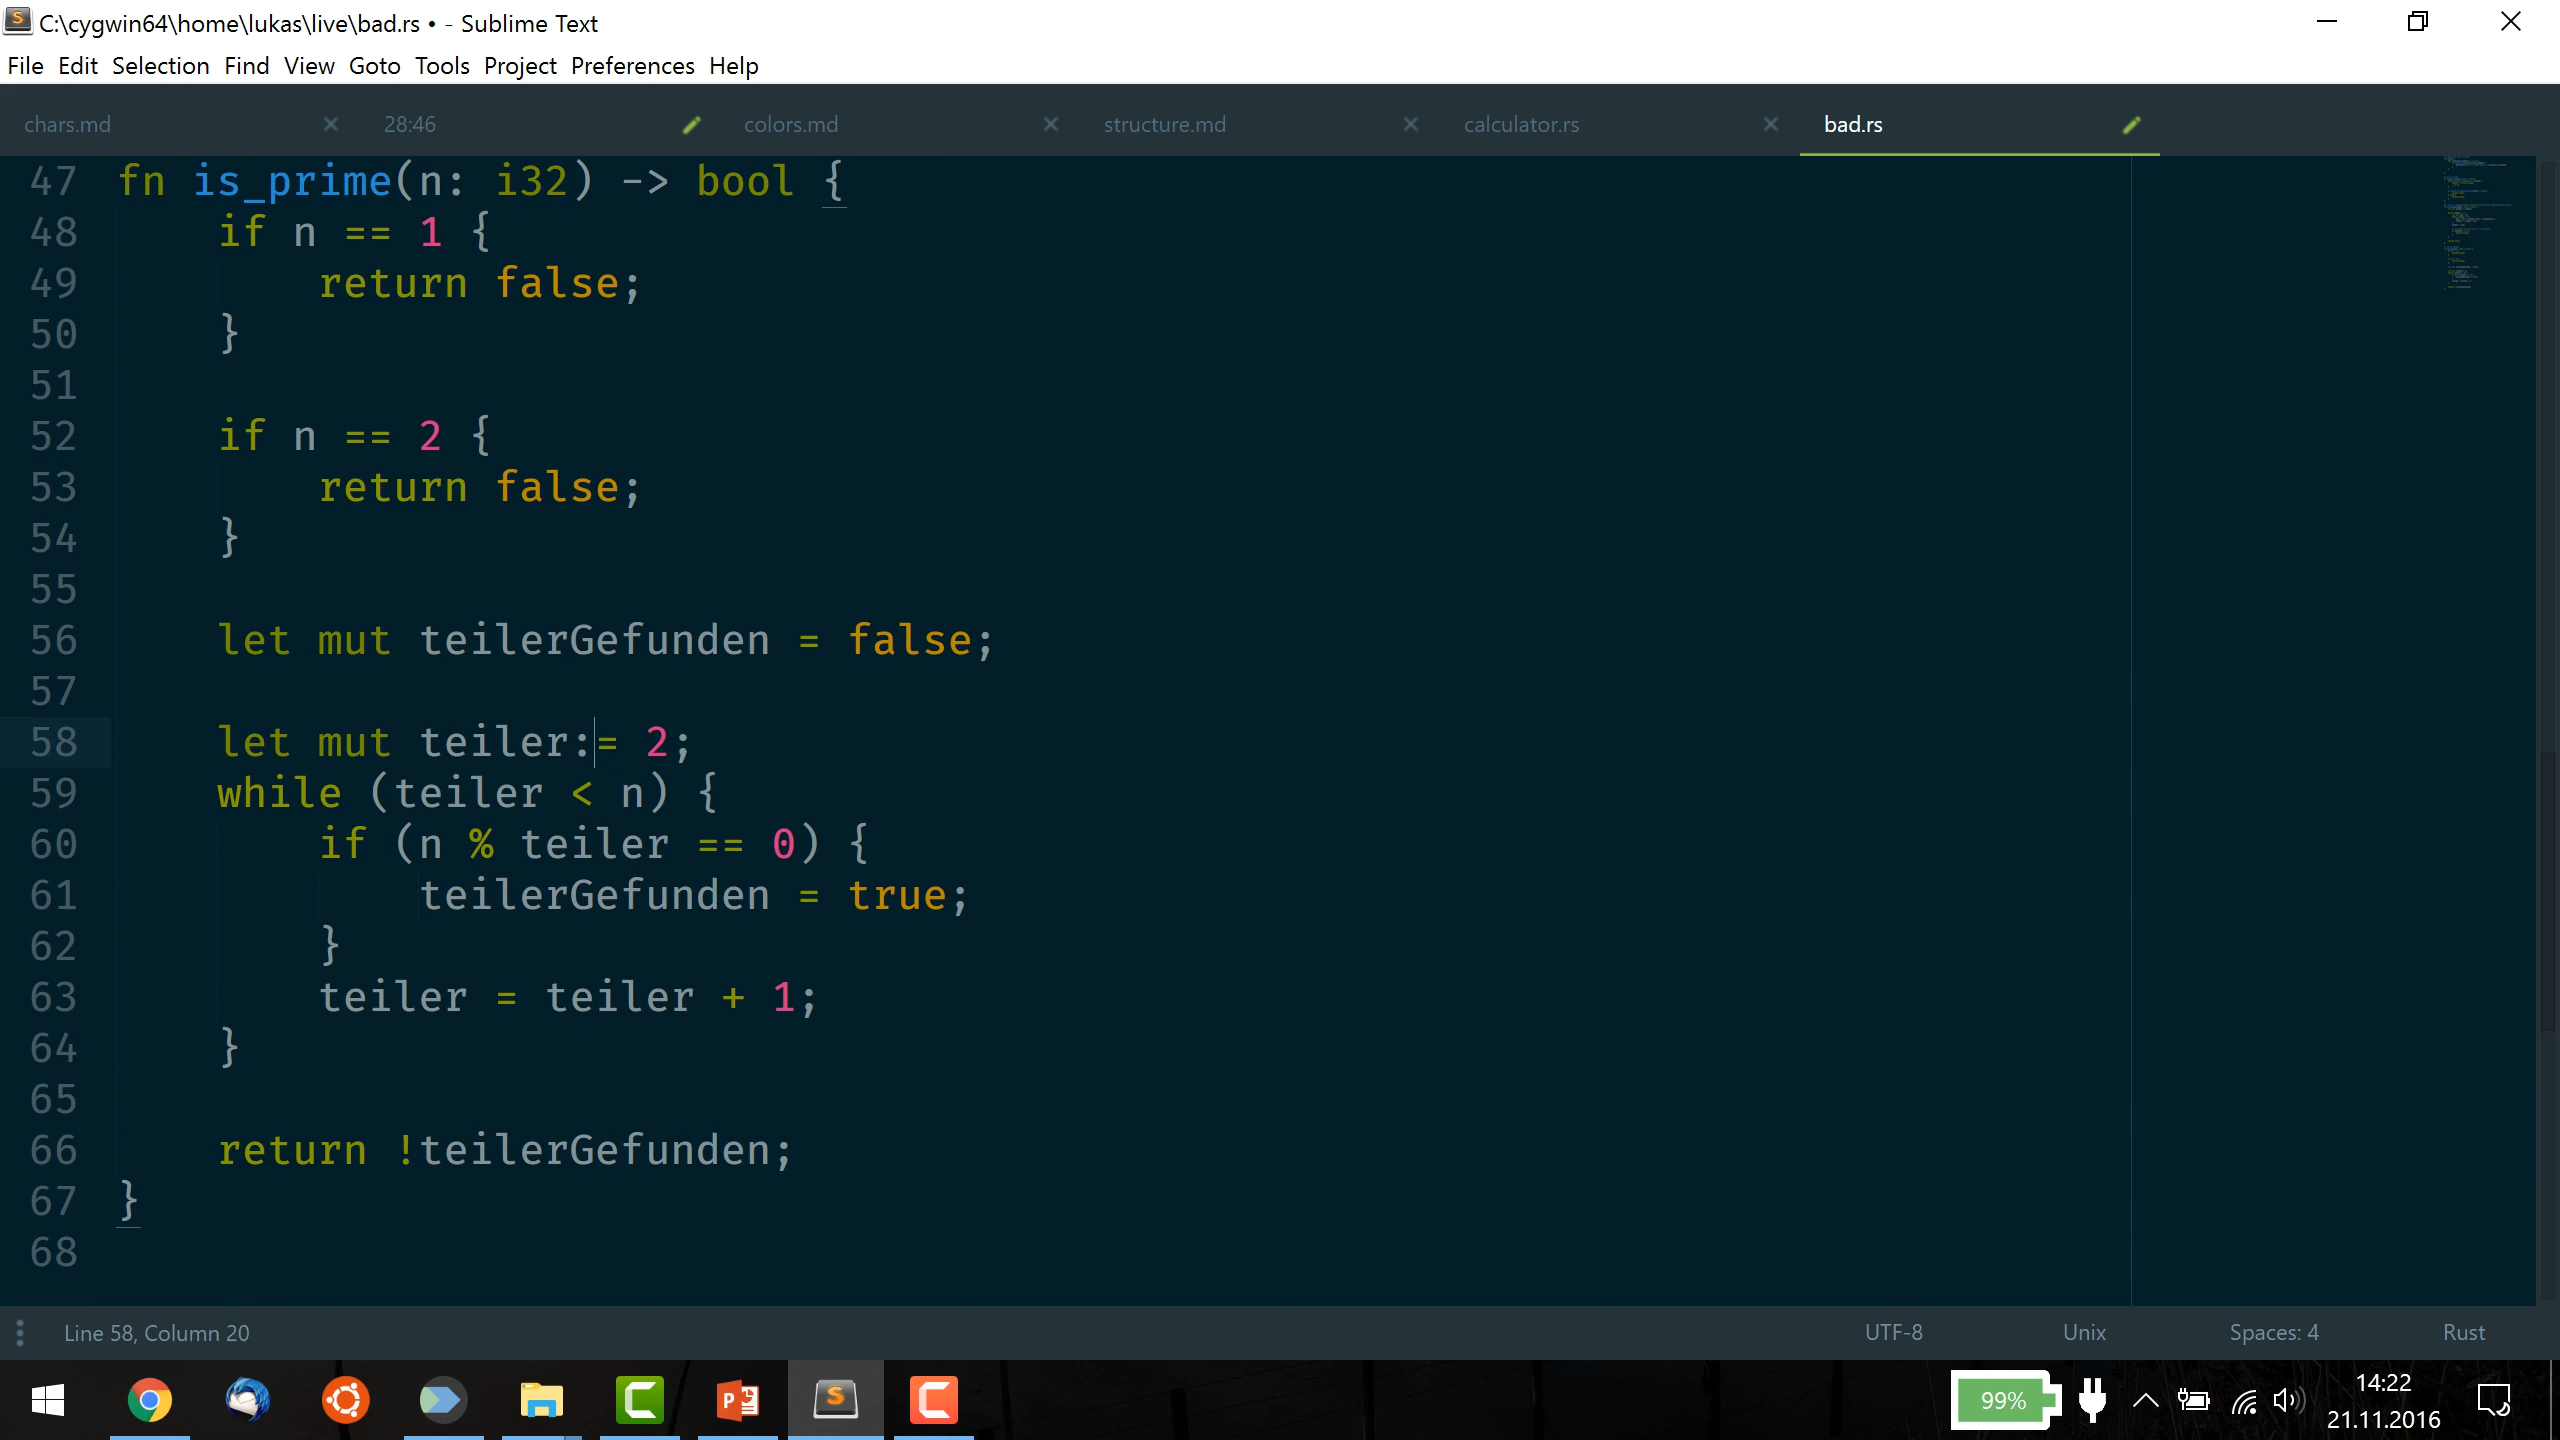 C:\cygwin64\home\lukas\live\bad.rs • - Sublime Text
File Edit Selection Find View Goto Tools Project Preferences Help
chars.md 28:46 colors.md structure.md calculator.rs bad.rs
47 fn is_prime(n: i32) -> bool {
48     if n == 1 {
49         return false;
50     }
51
52     if n == 2 {
53         return false;
54     }
55
56     let mut teilerGefunden = false;
57
58     let mut teiler:= 2;
59     while (teiler < n) {
60         if (n % teiler == 0) {
61             teilerGefunden = true;
62         }
63         teiler = teiler + 1;
64     }
65
66     return !teilerGefunden;
67 }
68
Line 58, Column 20 UTF-8 Unix Spaces: 4 Rust
99% 14:22
21.11.2016